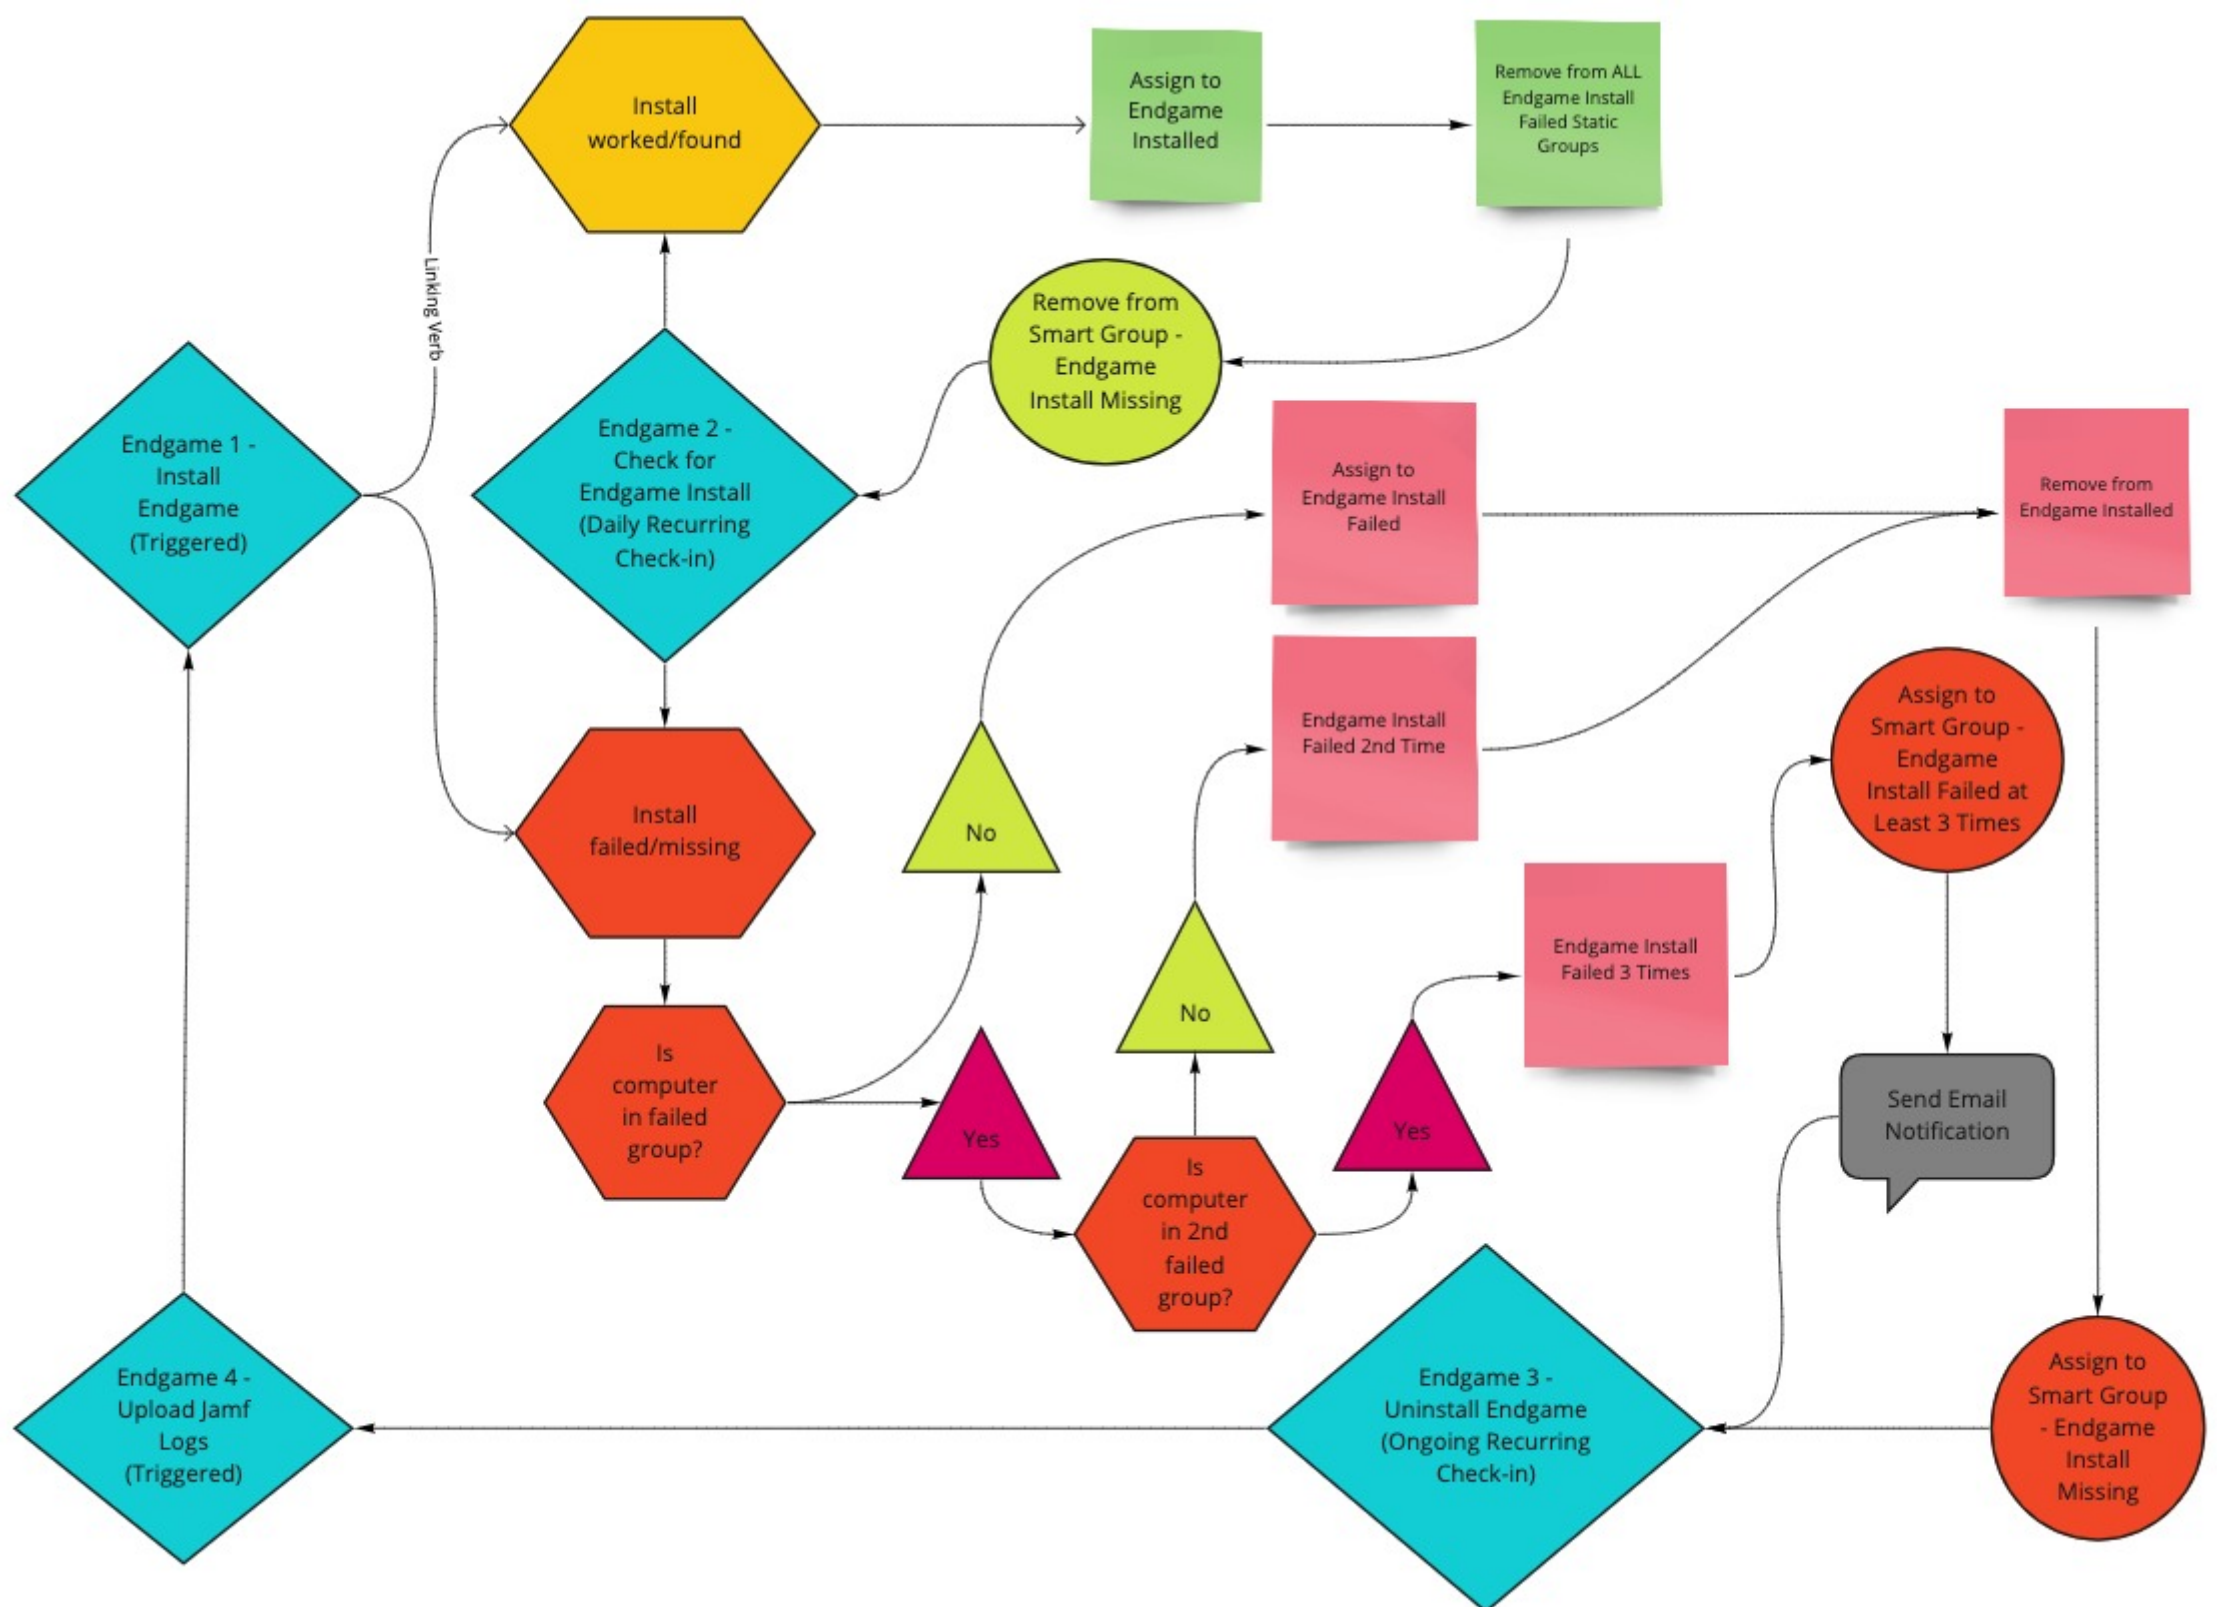 Install
worked/found
Assign to
Endgame
Installed
Remove from ALL
Endgame Install
Failed Static
Groups
Linking Verb
Remove from
Smart Group -
Endgame
Install Missing
Endgame 1 -
Install
Endgame
(Triggered)
Endgame 2 -
Check for
Endgame Install
(Daily Recurring
Check-in)
Assign to
Endgame Install
Failed
Remove from
Endgame Installed
Endgame Install
Failed 2nd Time
Assign to
Smart Group -
Endgame
Install Failed at
Least 3 Times
Install
failed/missing
No
Endgame Install
Failed 3 Times
No
Is
computer
in failed
group?
Yes
Yes
Send Email
Notification
Is
computer
in 2nd
failed
group?
Endgame 4 -
Upload Jamf
Logs
(Triggered)
Endgame 3 -
Uninstall Endgame
(Ongoing Recurring
Check-in)
Assign to
Smart Group
- Endgame
Install
Missing